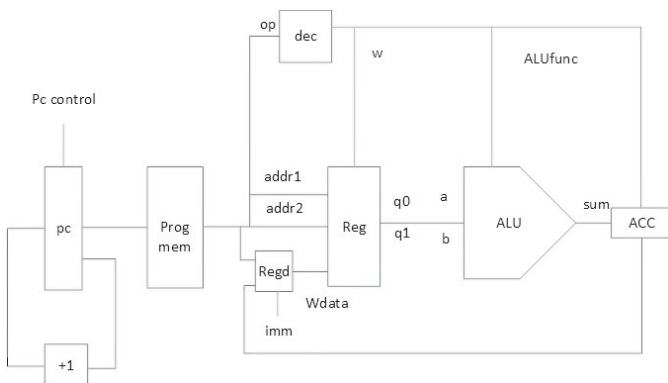 op
dec
w
ALUfunc
Pc control
addr1
addr2
q0
a
sum
pc
Prog
mem
Reg
q1
b
ALU
ACC
Regd
Wdata
imm
+1